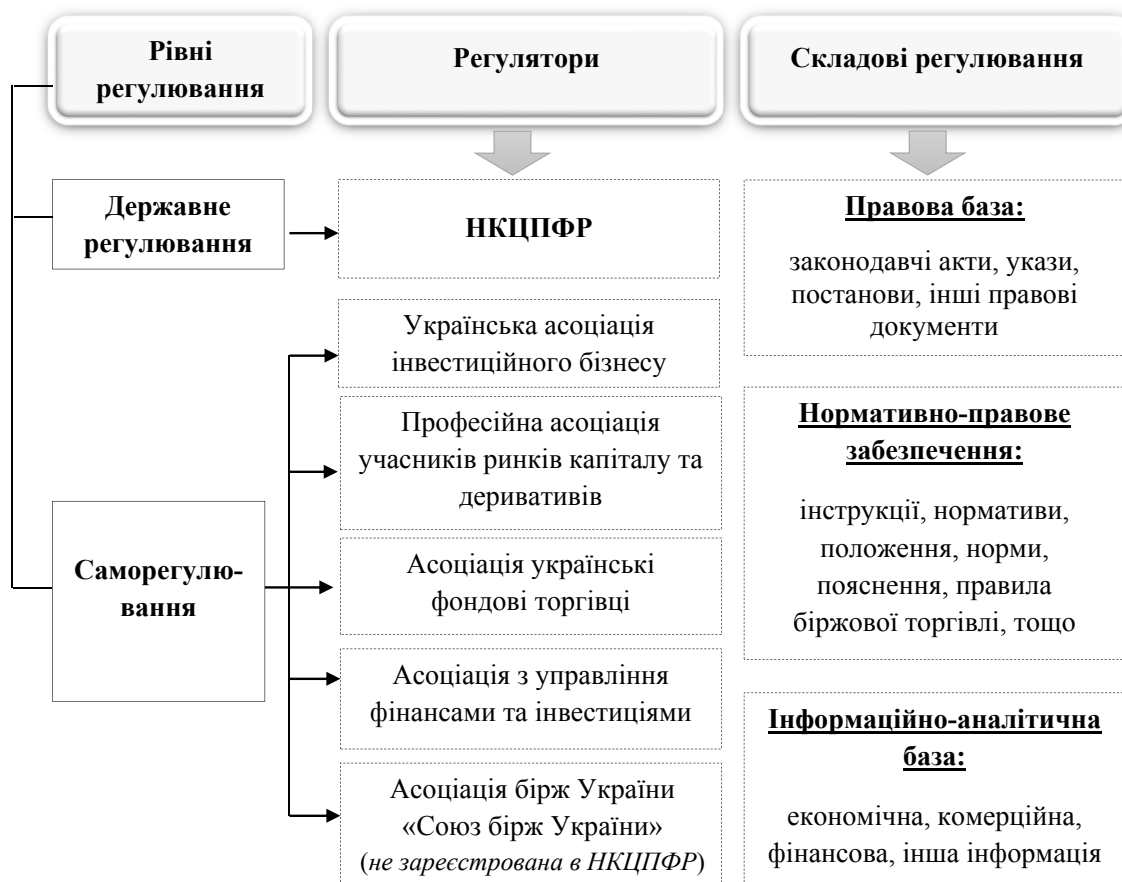 Рівні
регулювання
Регулятори
Складові регулювання
Державне
регулювання
НКЦПФР
Правова база:
законодавчі акти, укази,
постанови, інші правові
документи
Українська асоціація
інвестиційного бізнесу
Професійна асоціація
учасників ринків капіталу та
деривативів
Нормативно-правове
забезпечення:
інструкції, нормативи,
положення, норми,
пояснення, правила
біржової торгівлі, тощо
Саморегулю-
вання
Асоціація українські
фондові торгівці
Асоціація з управління
фінансами та інвестиціями
Інформаційно-аналітична
база:
економічна, комерційна,
фінансова, інша інформація
Асоціація бірж України
«Союз бірж України»
(не зареєстрована в НКЦПФР)